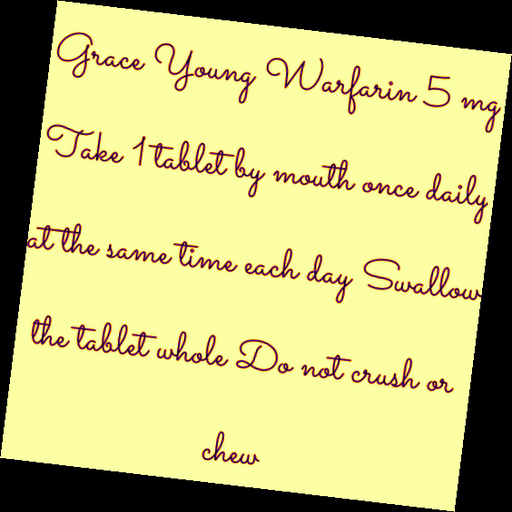 Grace Young Warfarin 5 mg
Take 1 tablet by mouth once daily
at the same time each day Swallow
the tablet whole Do not crush or
chew